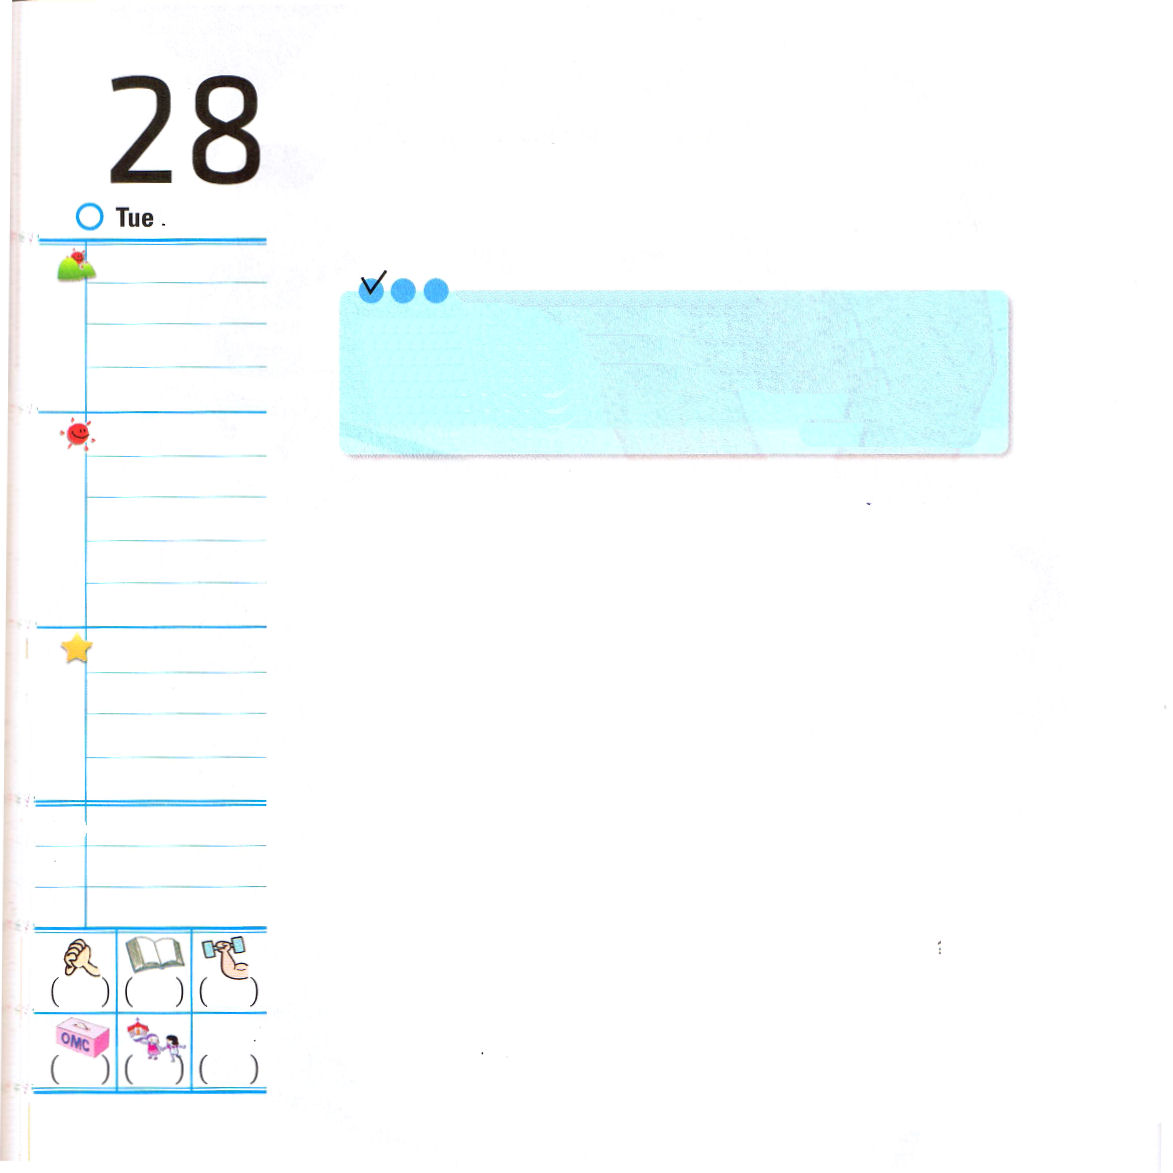 28
Tue .
( ) ( ) ( )
OMC
( ) ( ) ( )